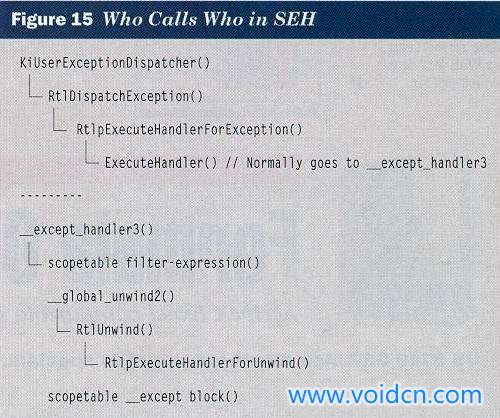 Figure 15 Who Calls Who in SEH
KiUserExceptionDispatcher()
RtlDispatchException()
RtlpExecuteHandlerForException()
ExecuteHandler() // Normally goes to __except_handler3
---------
__except_handler3()
scopetable filter-expression()
__global_unwind2()
RtlUnwind()
RtlpExecuteHandlerForUnwind()
scopetable __except block()
www.voidcn.com